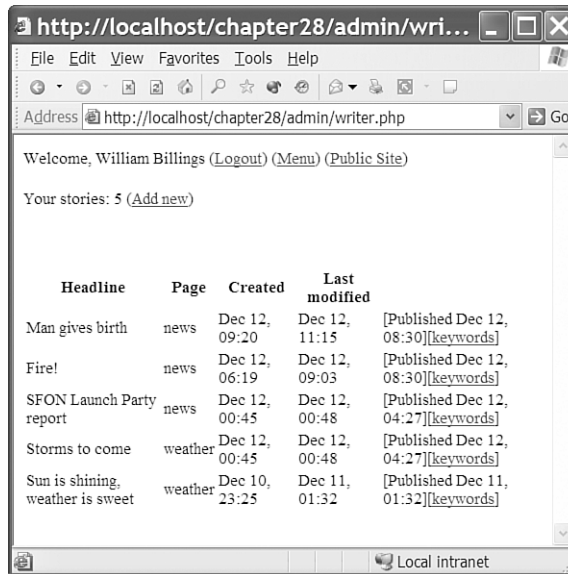 http://localhost/chapter28/admin/wri...
File Edit View Favorites Tools Help
Address http://localhost/chapter28/admin/writer.php Go
Welcome, William Billings (Logout) (Menu) (Public Site)
Your stories: 5 (Add new)
Headline Page Created Last modified
Man gives birth news Dec 12, 09:20 Dec 12, 11:15 [Published Dec 12, 08:30][keywords]
Fire! news Dec 12, 06:19 Dec 12, 09:03 [Published Dec 12, 08:30][keywords]
SFON Launch Party report news Dec 12, 00:45 Dec 12, 00:48 [Published Dec 12, 04:27][keywords]
Storms to come weather Dec 12, 00:45 Dec 12, 00:48 [Published Dec 12, 04:27][keywords]
Sun is shining, weather is sweet weather Dec 10, 23:25 Dec 11, 01:32 [Published Dec 11, 01:32][keywords]
Local intranet